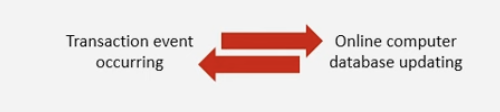 Transaction event
occurring
Online computer
database updating